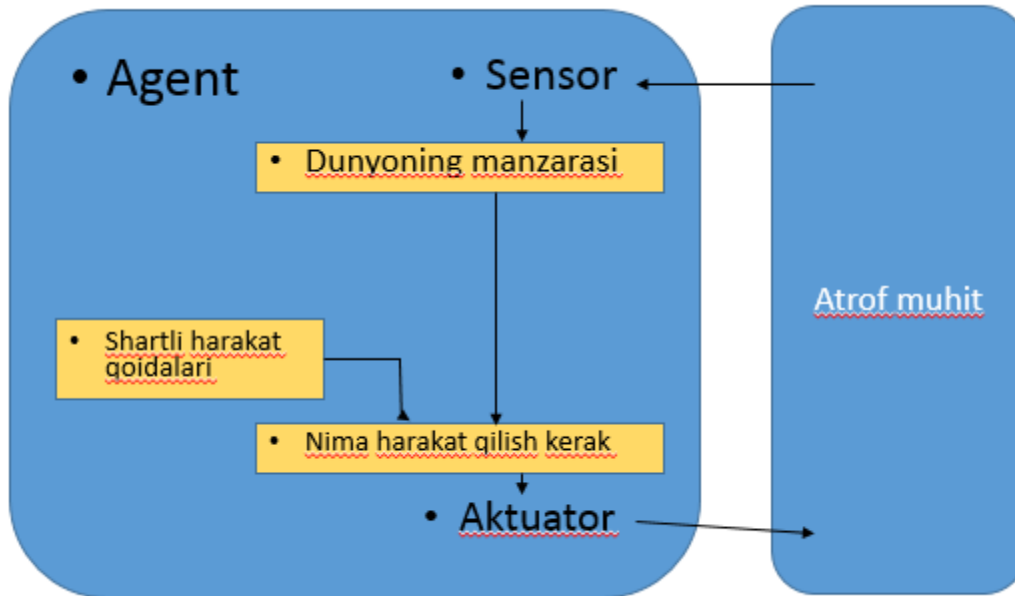 • Agent
• Sensor
• Dunyoning manzarasi
Atrof muhit
• Shartli harakat
qoidalari
• Nima harakat qilish kerak
• Aktuator